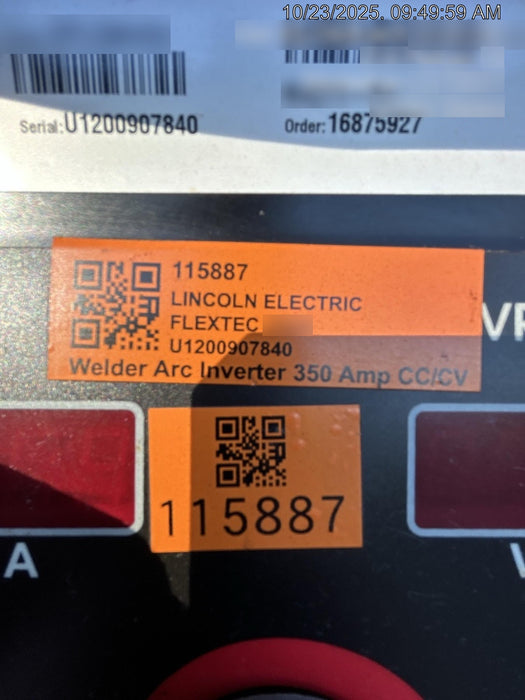 10/23/2025, 09:49:59 AM
Serial: U1200907840
Order: 16875927
115887
LINCOLN ELECTRIC
FLEXTEC
U1200907840
Welder Arc Inverter 350 Amp CC/CV
115887
A